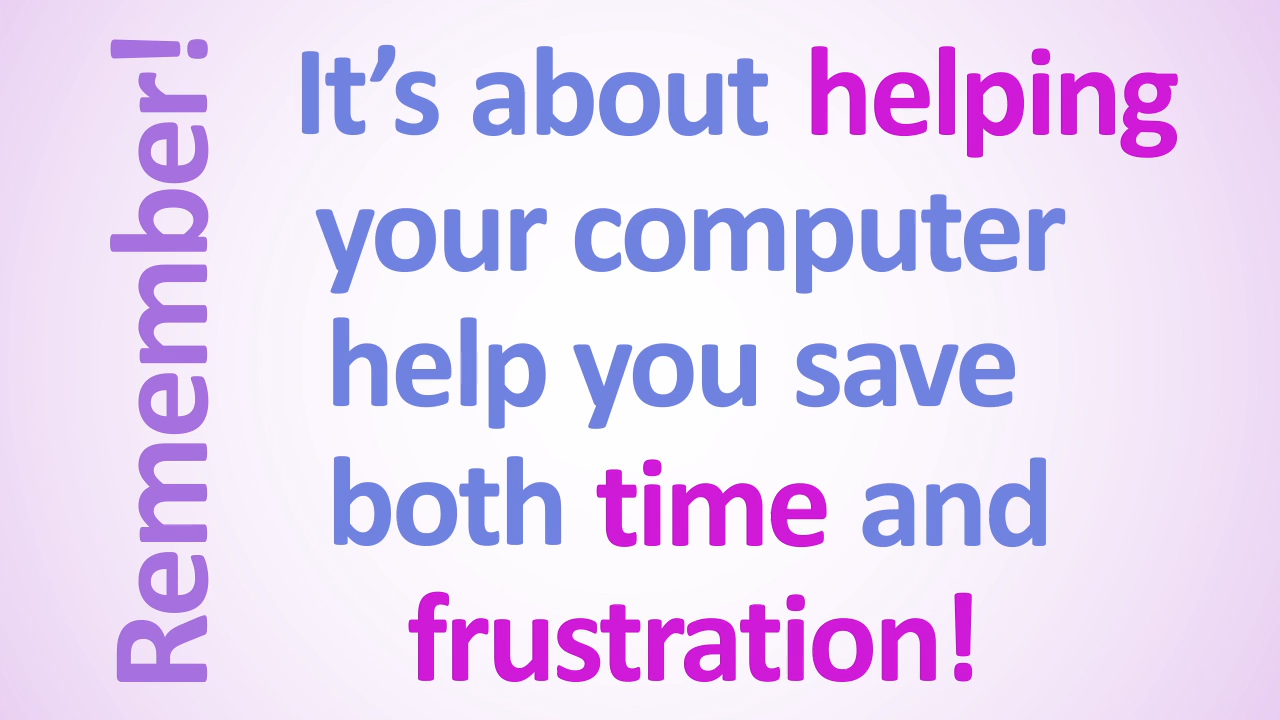 Remember!
It’s about helping
your computer
help you save
both time and
frustration!